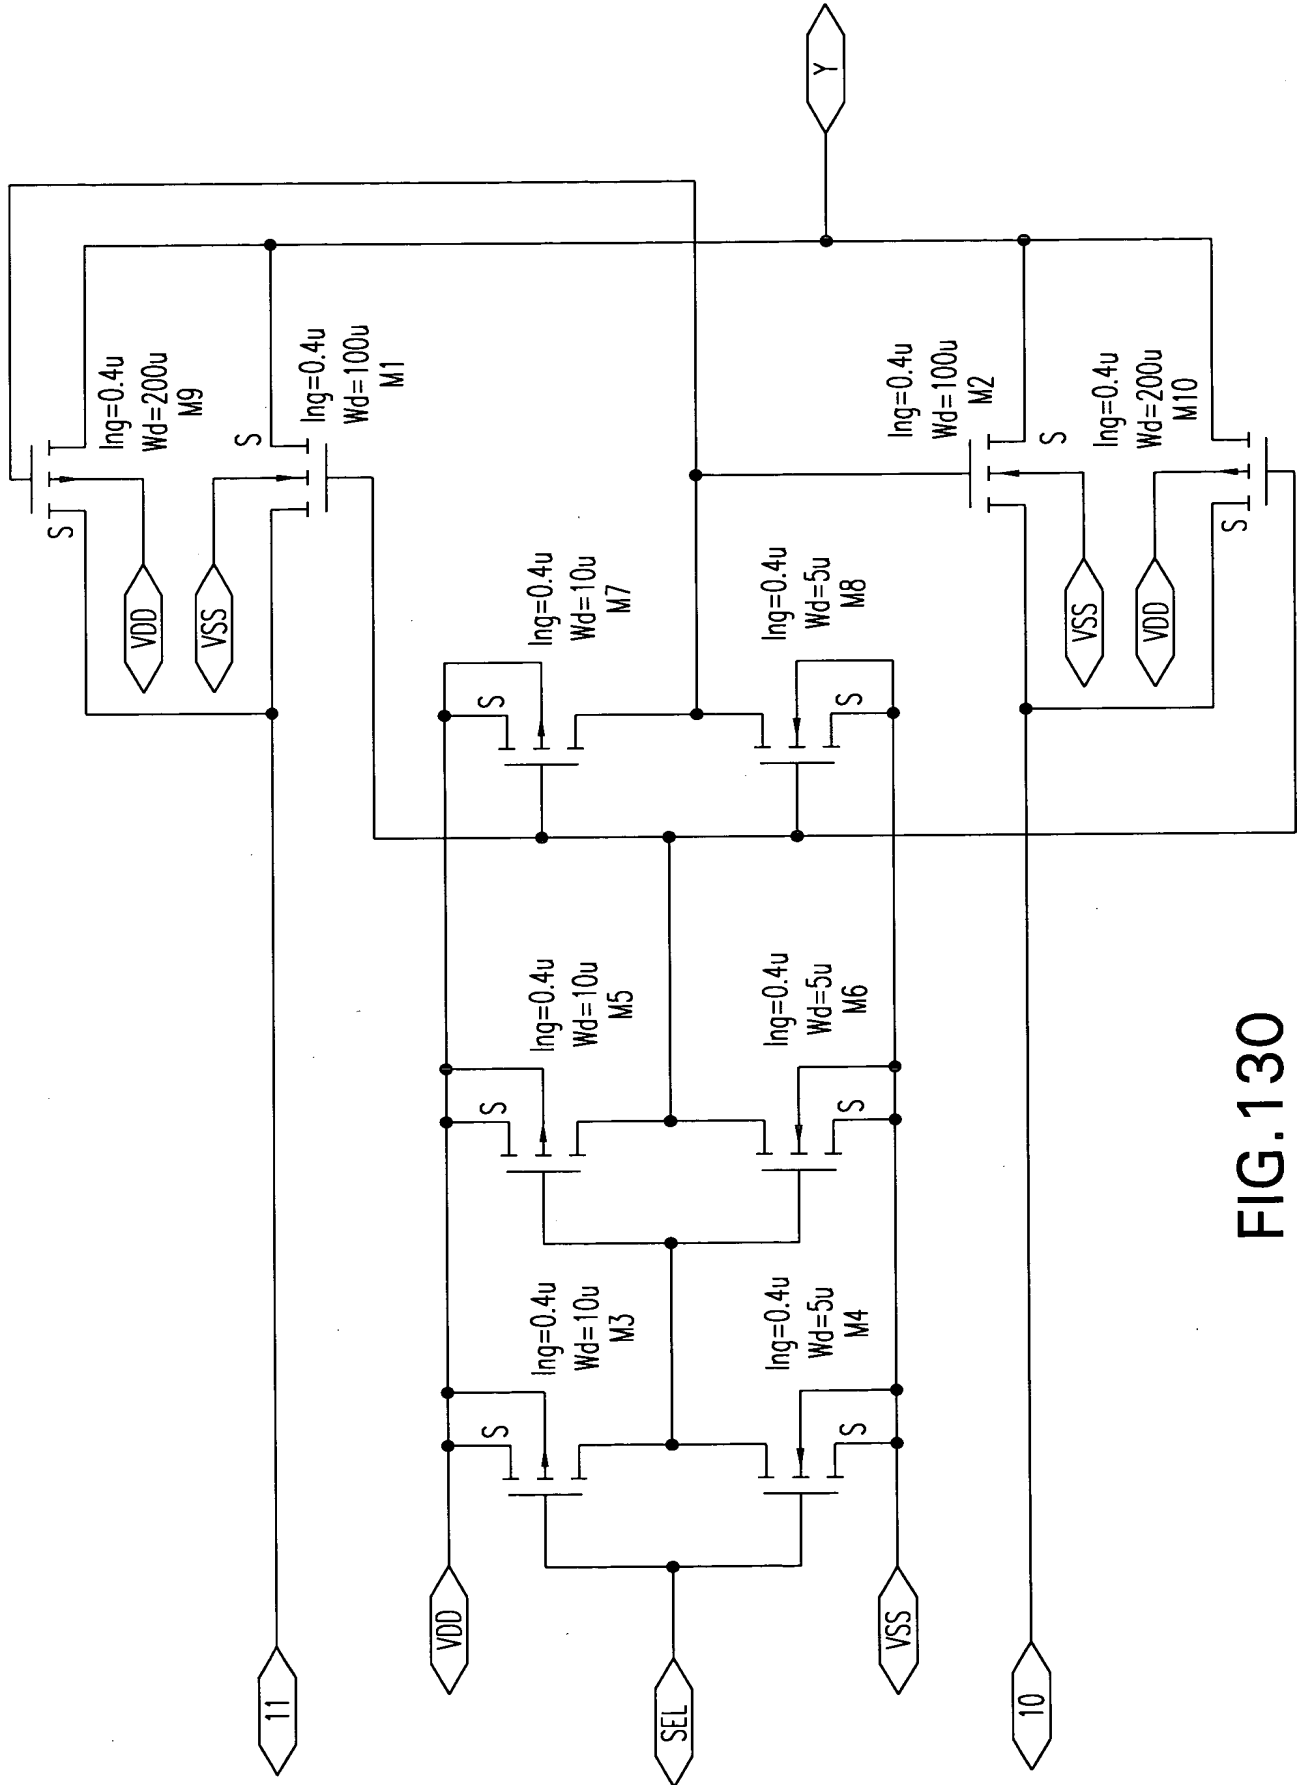 11
VDD
SEL
VSS
10
S
lng=0.4u
Wd=10u
M3
S
lng=0.4u
Wd=5u
M4
S
lng=0.4u
Wd=10u
M5
S
lng=0.4u
Wd=5u
M6
S
lng=0.4u
Wd=10u
M7
S
lng=0.4u
Wd=5u
M8
VDD
VSS
S
lng=0.4u
Wd=200u
M9
S
lng=0.4u
Wd=100u
M1
VSS
VDD
lng=0.4u
Wd=100u
M2
S
S
lng=0.4u
Wd=200u
M10
Y
FIG.130